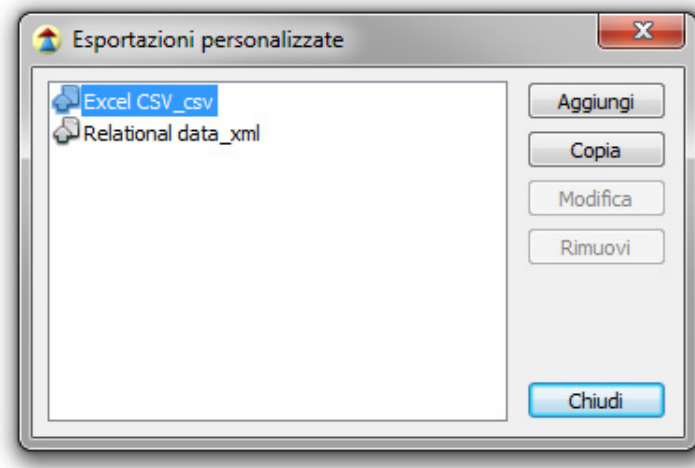 Esportazioni personalizzate
Excel CSV_csv
Relational data_xml
Aggiungi
Copia
Modifica
Rimuovi
Chiudi